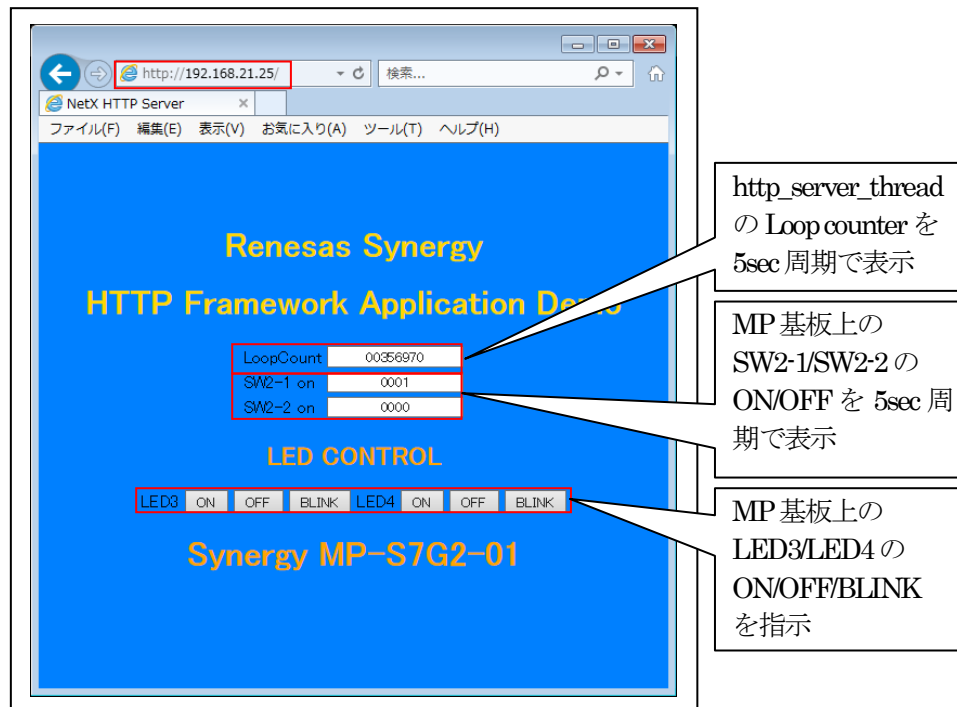 http://192.168.21.25/
検索...
NetX HTTP Server
ファイル(F) 編集(E) 表示(V) お気に入り(A) ツール(T) ヘルプ(H)
Renesas Synergy
HTTP Framework Application Demo
LoopCount 00356970
SW2-1 on 0001
SW2-2 on 0000
LED CONTROL
LED3 ON OFF BLINK LED4 ON OFF BLINK
Synergy MP-S7G2-01
http_server_thread
の Loop counter を
5sec 周期で表示
MP 基板上の
SW2-1/SW2-2 の
ON/OFF を 5sec 周
期で表示
MP 基板上の
LED3/LED4 の
ON/OFF/BLINK
を指示